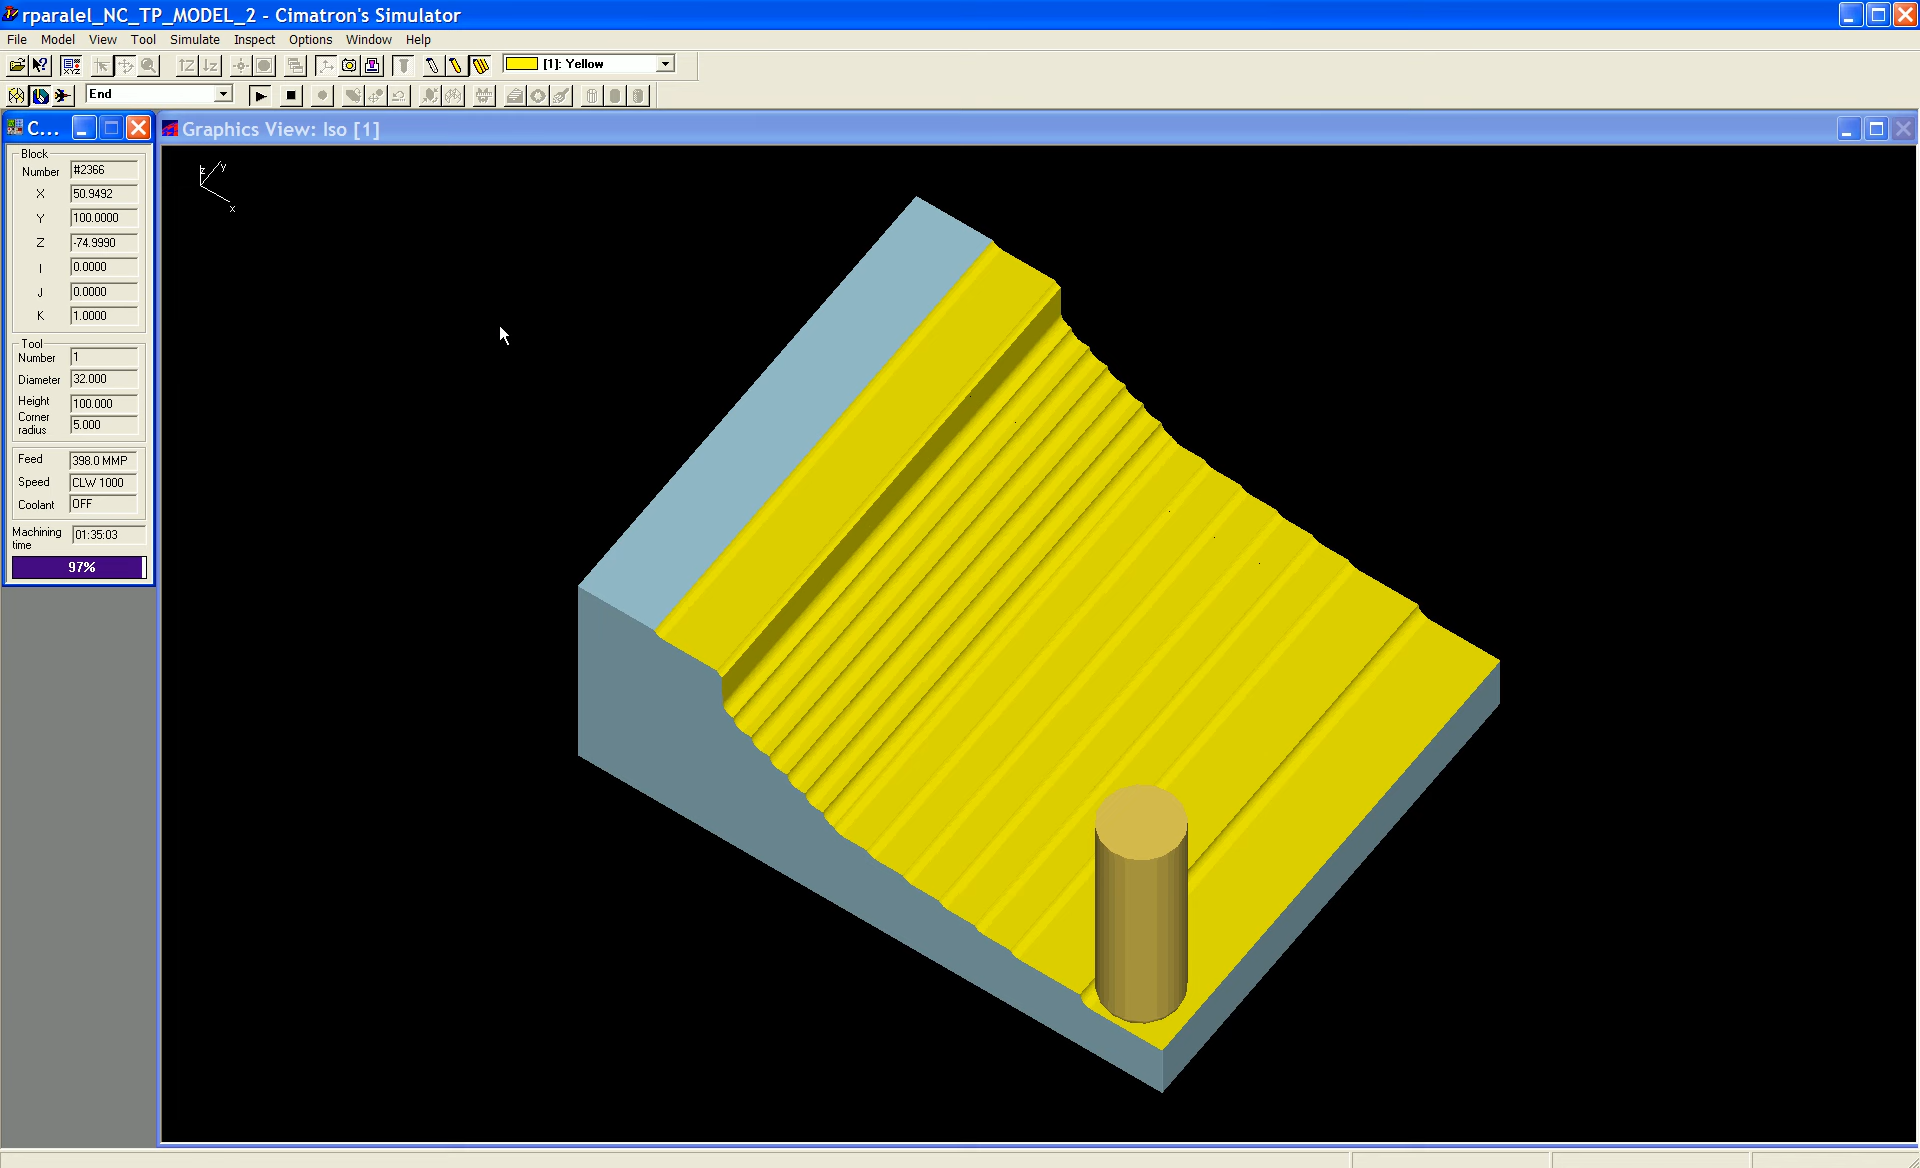 rparalel_NC_TP_MODEL_2 - Cimatron's Simulator
File Model View Tool Simulate Inspect Options Window Help
XYZ
[1]: Yellow
End
C...
Graphics View: Iso [1]
Block
Number #2366
X 50.9492
Y 100.0000
Z -74.9990
I 0.0000
J 0.0000
K 1.0000
Tool
Number 1
Diameter 32.000
Height 100.000
Corner radius 5.000
Feed 398.0 MMP
Speed CLW 1000
Coolant OFF
Machining time 01:35:03
97%
z y
x